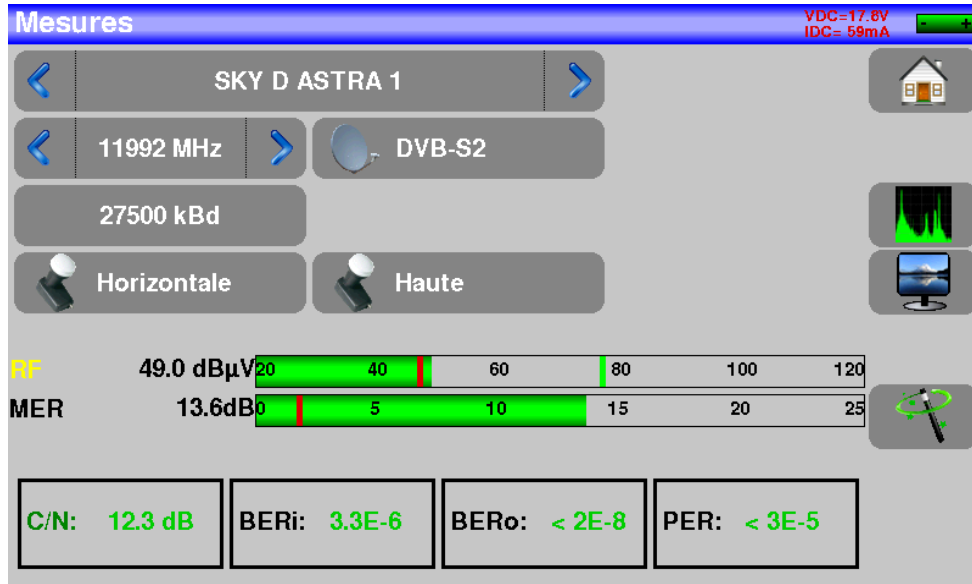 Mesures
VDC=17.8V
IDC= 59mA
- +
SKY D ASTRA 1
11992 MHz
DVB-S2
27500 kBd
Horizontale
Haute
RF 49.0 dBµV 20 40 60 80 100 120
MER 13.6dB 0 5 10 15 20 25
C/N: 12.3 dB
BERi: 3.3E-6
BERo: < 2E-8
PER: < 3E-5